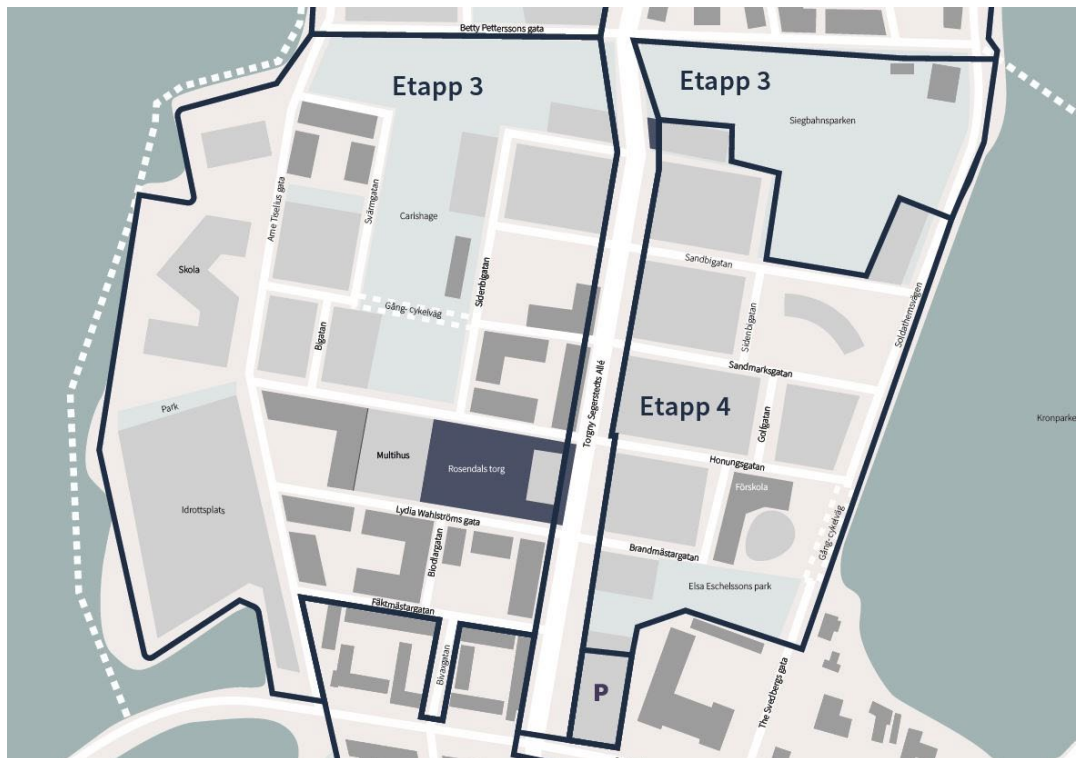 Betty Petterssons gata
Etapp 3
Etapp 3
Siegbahnsparken
Arne Tiselius gata
Svärmgatan
Carlshage
Skola
Sidenbigatan
Sandbigatan
Gång- cykelväg
Bigatan
Sidenbigatan
Soldathemsvägen
Sandmarksgatan
Torgny Segerstedts Allé
Etapp 4
Golfgatan
Kronparke
Park
Multihus
Rosendals torg
Honungsgatan
Förskola
Idrottsplats
Lydia Wahlströms gata
Biodlargatan
Brandmästargatan
Gång- cykelväg
Elsa Eschelssons park
Fäktmästargatan
Bivaxgatan
P
The Svedbergs gata